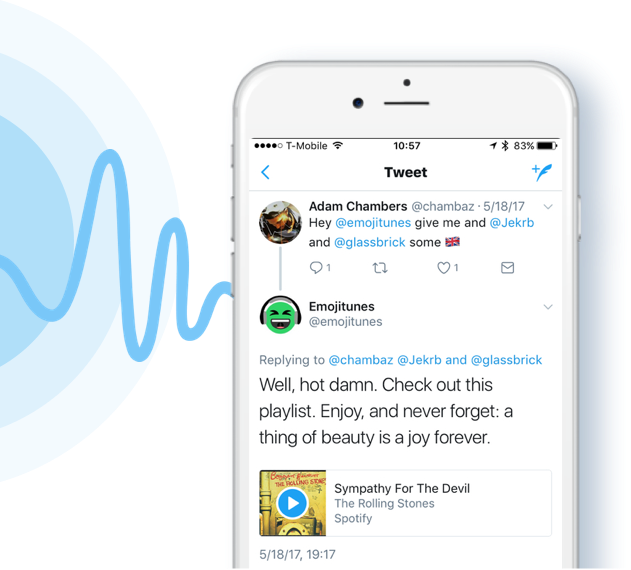 T-Mobile 10:57 83%
Tweet
Adam Chambers @chambaz · 5/18/17
Hey @emojitunes give me and @Jekrb
and @glassbrick some 🇬🇧
1 1
Emojitunes
@emojitunes
Replying to @chambaz @Jekrb and @glassbrick
Well, hot damn. Check out this
playlist. Enjoy, and never forget: a
thing of beauty is a joy forever.
THE ROLLING STONES
Sympathy For The Devil
The Rolling Stones
Spotify
5/18/17, 19:17